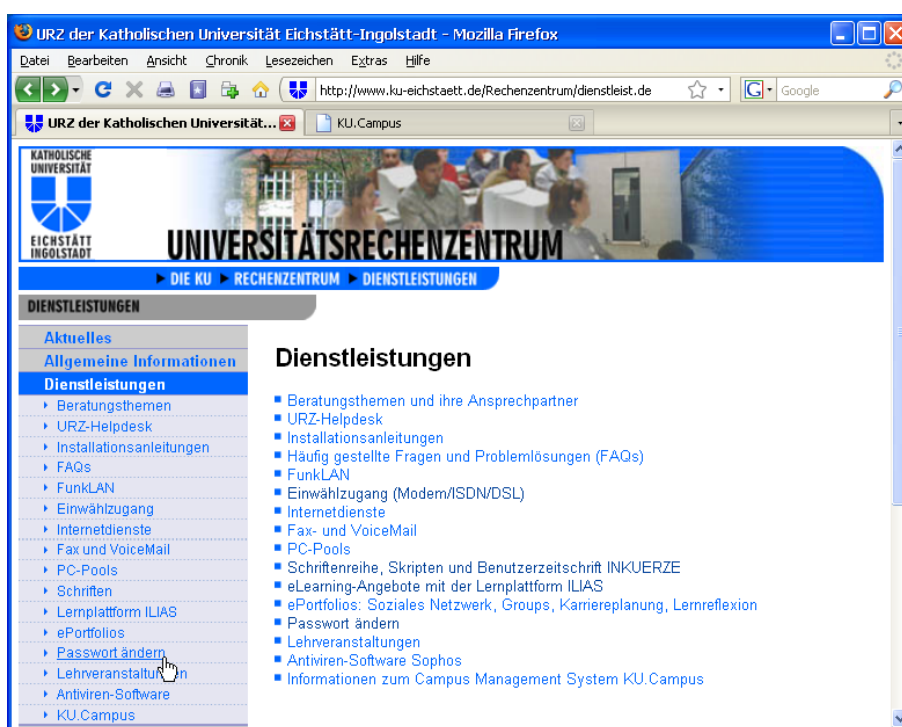 URZ der Katholischen Universität Eichstätt-Ingolstadt - Mozilla Firefox
Datei Bearbeiten Ansicht Chronik Lesezeichen Extras Hilfe
http://www.ku-eichstaett.de/Rechenzentrum/dienstleist.de
G Google
URZ der Katholischen Universität... KU.Campus
KATHOLISCHE
UNIVERSITÄT
EICHSTÄTT
INGOLSTADT
UNIVERSITÄTSRECHENZENTRUM
DIE KU RECHENZENTRUM DIENSTLEISTUNGEN
DIENSTLEISTUNGEN
Aktuelles
Allgemeine Informationen
Dienstleistungen
Beratungsthemen
URZ-Helpdesk
Installationsanleitungen
FAQs
FunkLAN
Einwählzugang
Internetdienste
Fax und VoiceMail
PC-Pools
Schriften
Lernplattform ILIAS
ePortfolios
Passwort ändern
Lehrveranstaltungen
Antiviren-Software
KU.Campus
Dienstleistungen
Beratungsthemen und ihre Ansprechpartner
URZ-Helpdesk
Installationsanleitungen
Häufig gestellte Fragen und Problemlösungen (FAQs)
FunkLAN
Einwählzugang (Modem/ISDN/DSL)
Internetdienste
Fax- und VoiceMail
PC-Pools
Schriftenreihe, Skripten und Benutzerzeitschrift INKUERZE
eLearning-Angebote mit der Lernplattform ILIAS
ePortfolios: Soziales Netzwerk, Groups, Karriereplanung, Lernreflexion
Passwort ändern
Lehrveranstaltungen
Antiviren-Software Sophos
Informationen zum Campus Management System KU.Campus